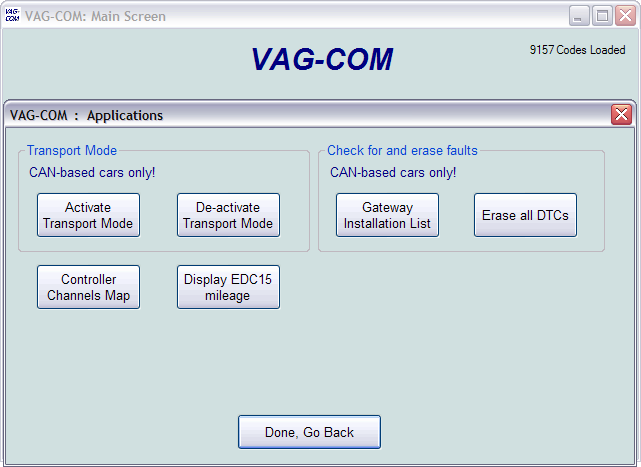 VAG-COM
VAG-COM: Main Screen
VAG-COM
9157 Codes Loaded
VAG-COM : Applications
Transport Mode
CAN-based cars only!
Activate
Transport Mode
De-activate
Transport Mode
Check for and erase faults
CAN-based cars only!
Gateway
Installation List
Erase all DTCs
Controller
Channels Map
Display EDC15
mileage
Done, Go Back